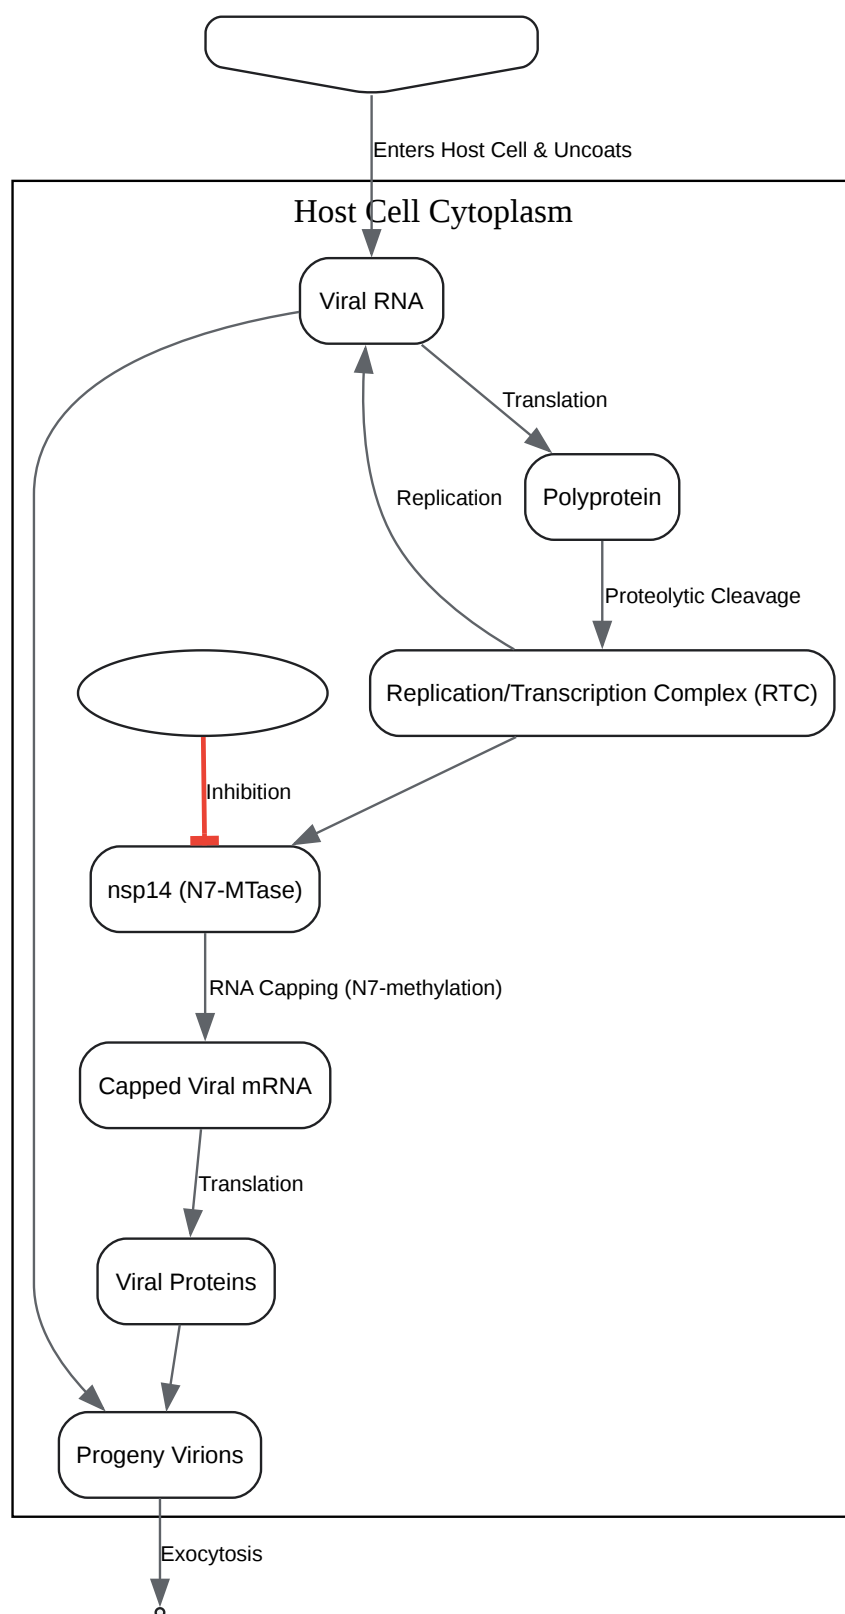 Enters Host Cell & Uncoats
Host Cell Cytoplasm
Viral RNA
Translation
Polyprotein
Replication
Proteolytic Cleavage
Replication/Transcription Complex (RTC)
Inhibition
nsp14 (N7-MTase)
RNA Capping (N7-methylation)
Capped Viral mRNA
Translation
Viral Proteins
Progeny Virions
Exocytosis